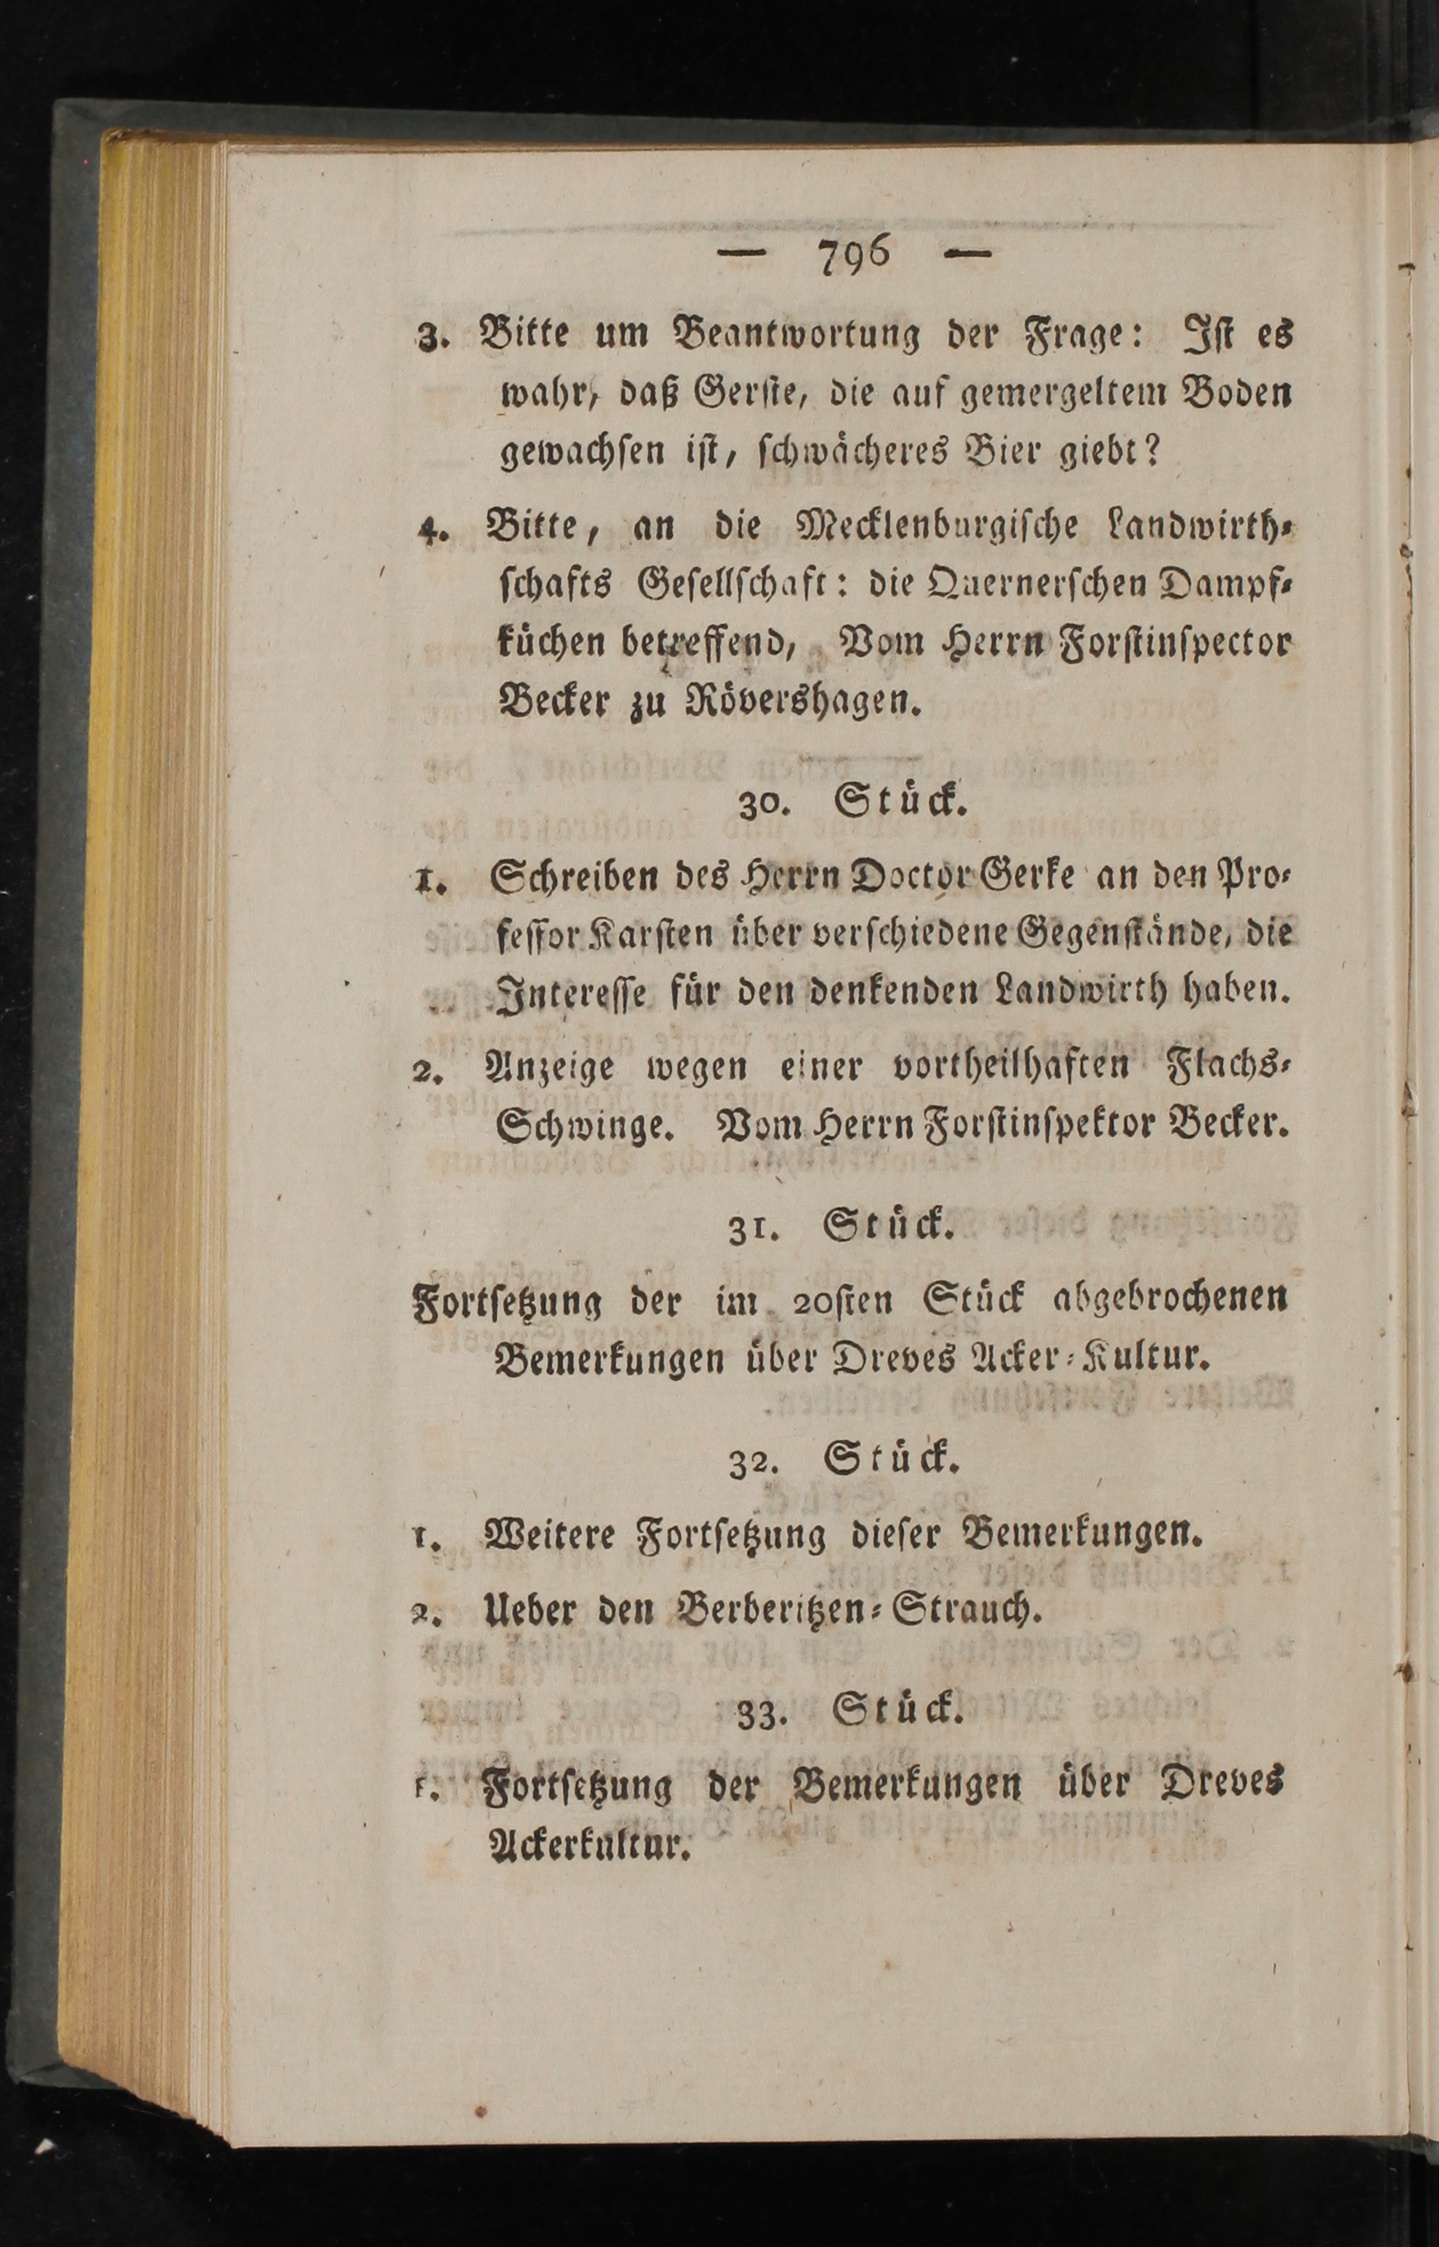 — 796 —
3. Bitte um Beantwortung der Frage: Iſt es
wahr, daß Gerſte, die auf gemergeltem Boden
gewachſen iſt, ſchwächeres Bier giebt?
4. Bitte, an die Mecklenburgiſche Landwirth⸗
ſchafts Geſellſchaft: die Quernerſchen Dampf⸗
küchen betreffend, Vom Herrn Forſtinſpector
Becker zu Rövershagen.
30. Stück.
1. Schreiben des Herrn Doctor Gerke an den Pro⸗
feſſor Karſten über verſchiedene Gegenſtände, die
Intereſſe für den denkenden Landwirth haben.
2. Anzeige wegen einer vortheilhaften Flachs⸗
Schwinge. Vom Herrn Forſtinſpektor Becker.
31. Stück.
Fortſetzung der im 20ſten Stück abgebrochenen
Bemerkungen über Dreves Acker⸗Kultur.
32. Stück.
1. Weitere Fortſetzung dieſer Bemerkungen.
2. Ueber den Berberitzen⸗Strauch.
33. Stück.
1. Fortſetzung der Bemerkungen über Dreves
Ackerkultur.